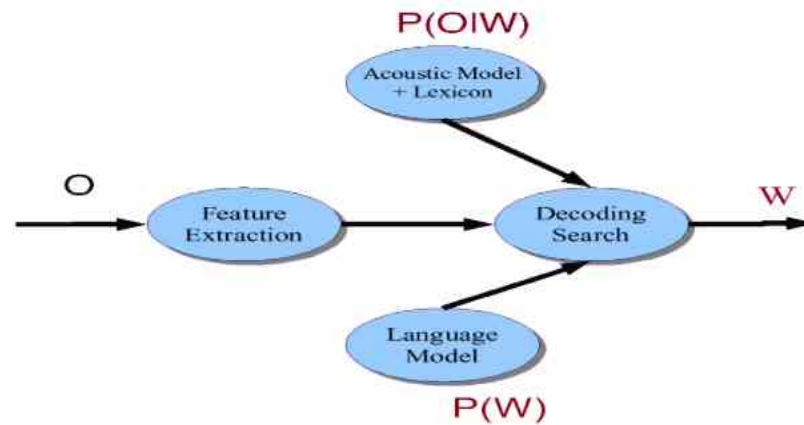 P(O|W)
Acoustic Model
+ Lexicon
O
Feature
Extraction
Decoding
Search
W
Language
Model
P(W)